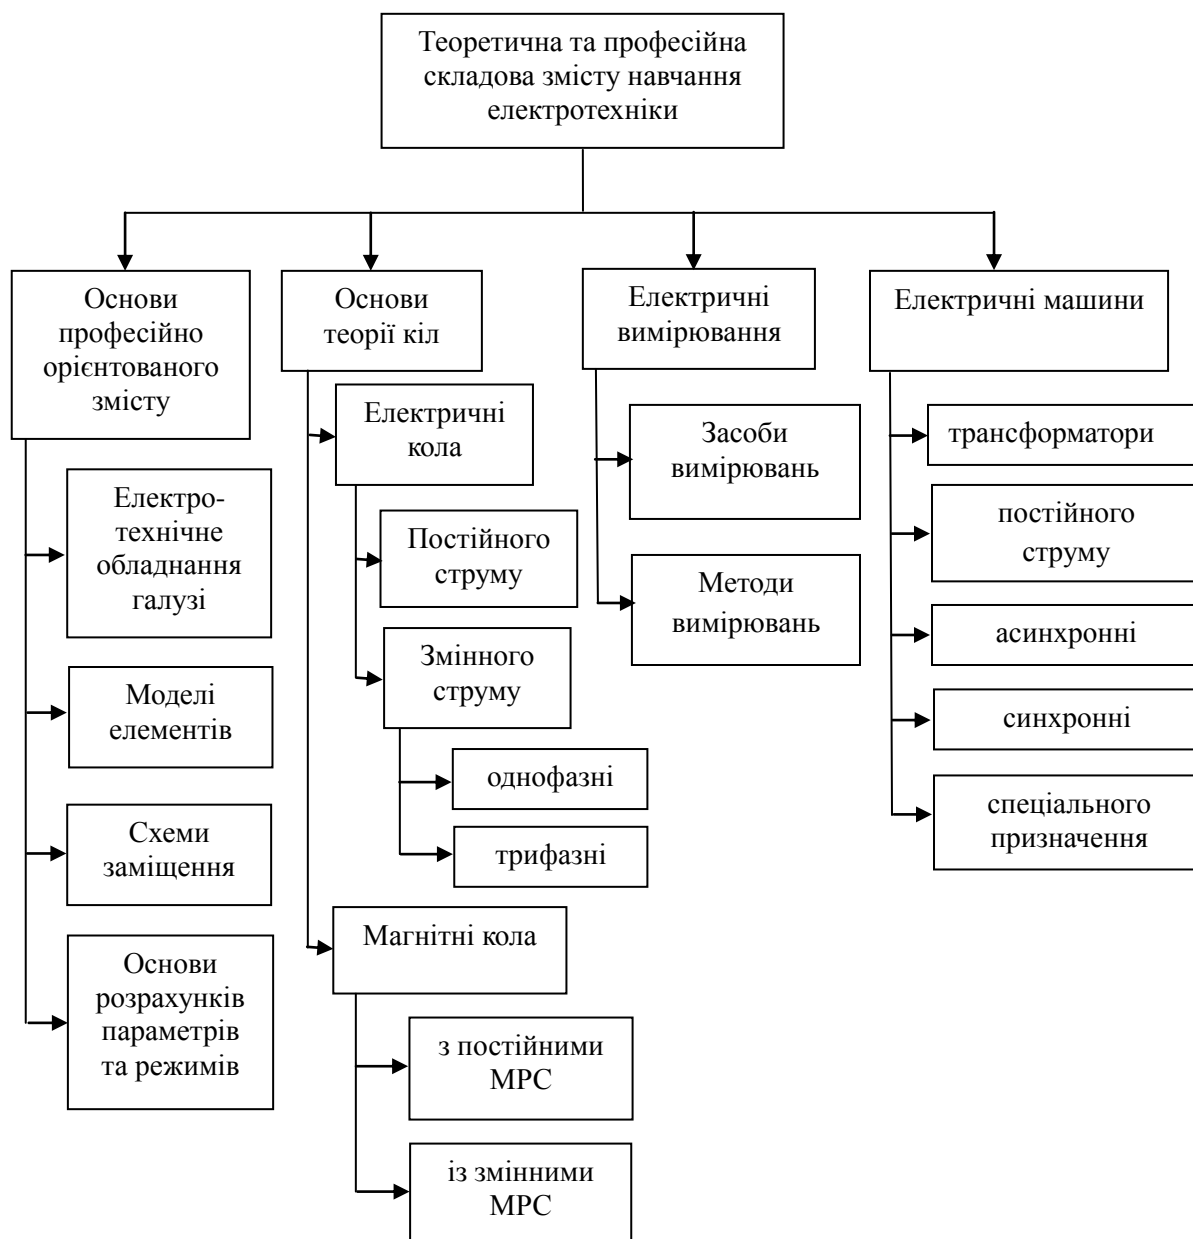 Теоретична та професійна
складова змісту навчання
електротехніки
Основи
професійно
орієнтованого
змісту
Електро-
технічне
обладнання
галузі
Моделі
елементів
Схеми
заміщення
Основи
розрахунків
параметрів
та режимів
Основи
теорії кіл
Електричні
кола
Постійного
струму
Змінного
струму
однофазні
трифазні
Магнітні кола
з постійними
МРС
із змінними
МРС
Електричні
вимірювання
Засоби
вимірювань
Методи
вимірювань
Електричні машини
трансформатори
постійного
струму
асинхронні
синхронні
спеціального
призначення